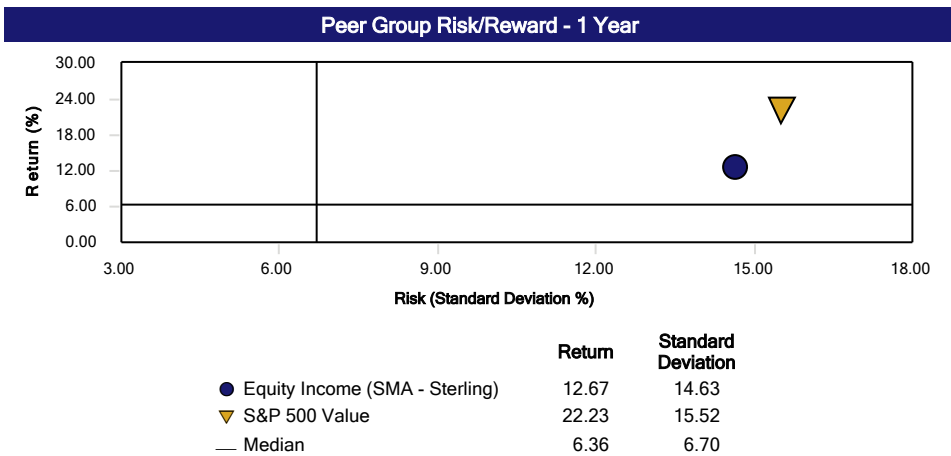 Peer Group Risk/Reward - 1 Year
30.00
24.00
18.00
12.00
6.00
0.00
Return (%)
3.00 6.00 9.00 12.00 15.00 18.00
Risk (Standard Deviation %)
Return Standard Deviation
Equity Income (SMA - Sterling) 12.67 14.63
S&P 500 Value 22.23 15.52
Median 6.36 6.70